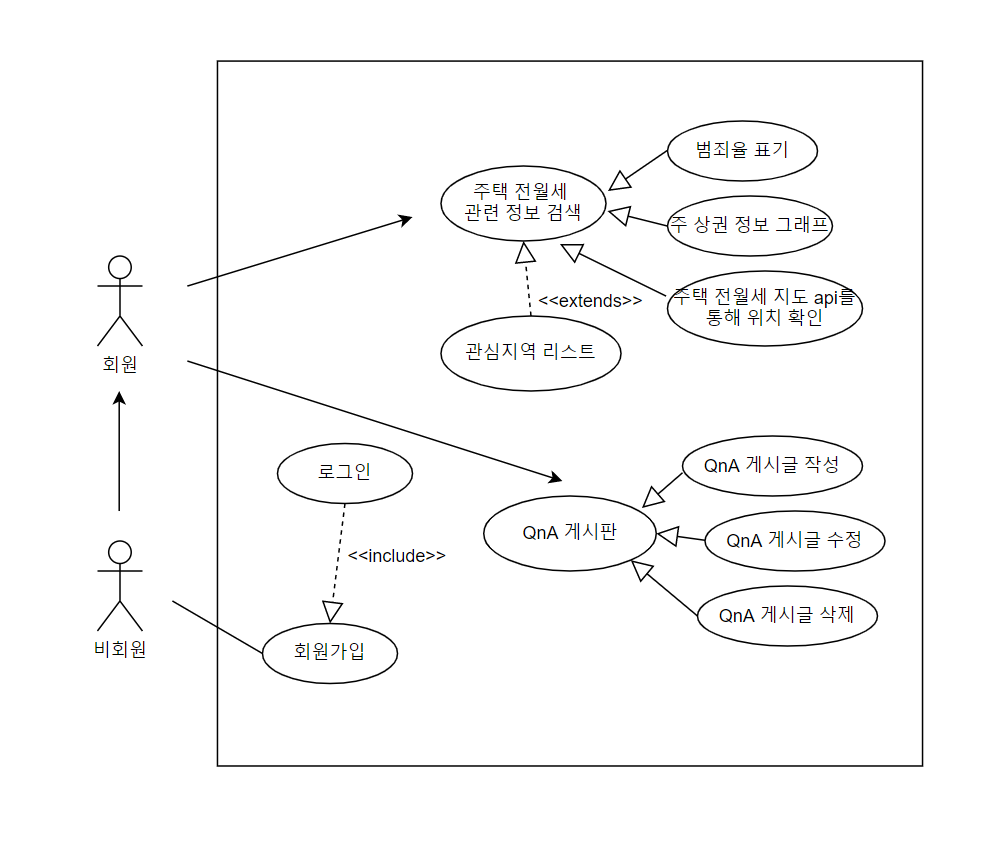 범죄율 표기
주택 전월세
관련 정보 검색
주 상권 정보 그래프
<<extends>>
주택 전월세 지도 api를
통해 위치 확인
관심지역 리스트
회원
로그인
QnA 게시글 작성
QnA 게시판
QnA 게시글 수정
<<include>>
QnA 게시글 삭제
비회원
회원가입